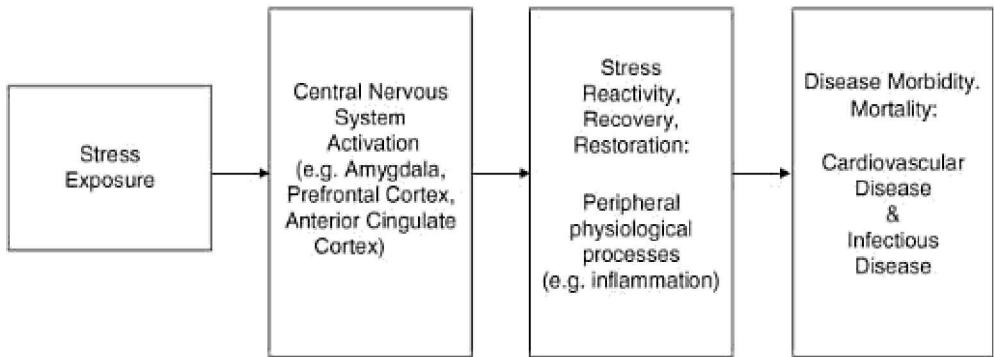 Stress
Exposure
Central Nervous
System
Activation
(e.g. Amygdala,
Prefrontal Cortex,
Anterior Cingulate
Cortex)
Stress
Reactivity,
Recovery,
Restoration:
Peripheral
physiological
processes
(e.g. inflammation)
Disease Morbidity.
Mortality:
Cardiovascular
Disease
&
Infectious
Disease